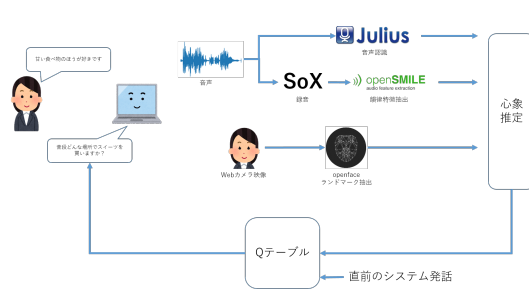 甘い食べ物のほうが好きです
普段どんな場所でスイーツを
買いますか？
音声
Julius
音声認識
SoX
録音
openSMILE
audio feature extraction
韻律特徴抽出
心象
推定
Webカメラ映像
openface
ランドマーク抽出
Qテーブル
直前のシステム発話